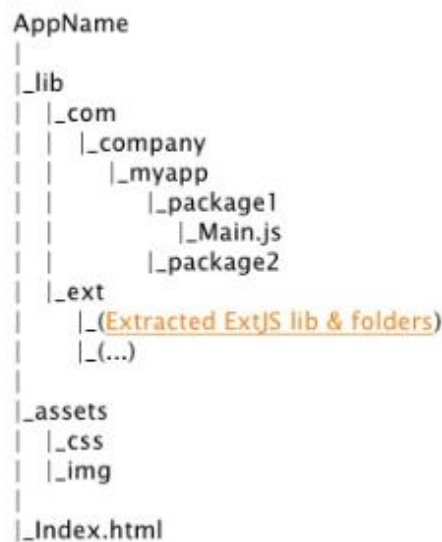 AppName
|
|_lib
|   |_com
|   |   |_company
|   |       |_myapp
|   |           |_package1
|   |               |_Main.js
|   |           |_package2
|   |_ext
|       |_(Extracted ExtJS lib & folders)
|       |_(...)
|
|_assets
|   |_css
|   |_img
|
|_Index.html